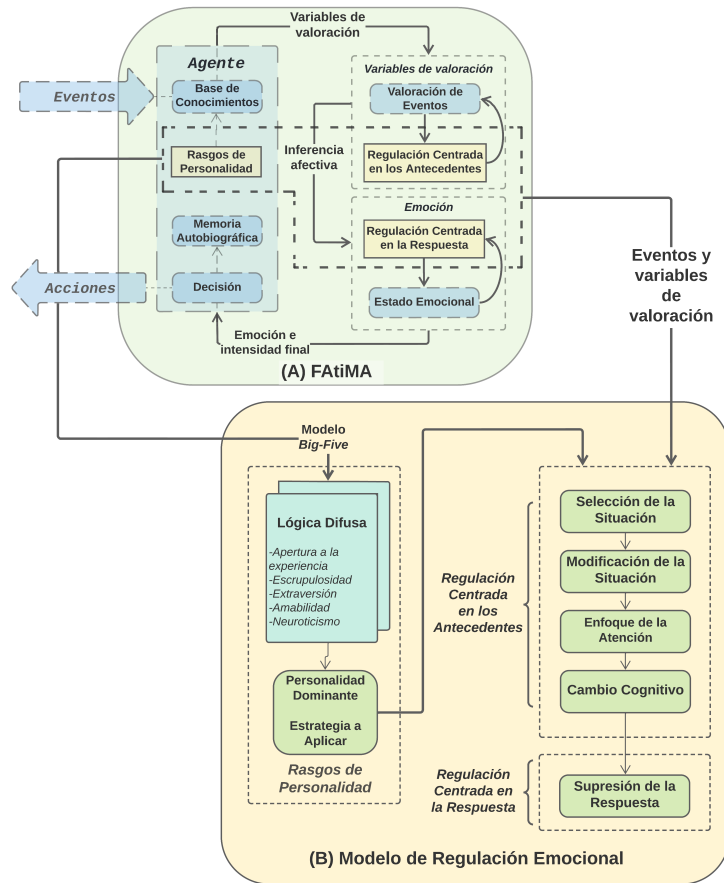 Variables de
valoración
Agente
Eventos
Base de
Conocimientos
Variables de valoración
Valoración de
Eventos
Inferencia
afectiva
Rasgos de
Personalidad
Regulación Centrada
en los Antecedentes
Emoción
Memoria
Autobiográfica
Regulación Centrada
en la Respuesta
Acciones
Decisión
Estado Emocional
Emoción e
intensidad final
(A) FAtiMA
Eventos y
variables
de
valoración
Modelo
Big-Five
Lógica Difusa
-Apertura a la
experiencia
-Escrupulosidad
-Extraversión
-Amabilidad
-Neuroticismo
Personalidad
Dominante
Estrategia a
Aplicar
Rasgos de
Personalidad
Regulación
Centrada
en los
Antecedentes
Selección de la
Situación
Modificación de la
Situación
Enfoque de la
Atención
Cambio Cognitivo
Regulación
Centrada en
la Respuesta
Supresión de la
Respuesta
(B) Modelo de Regulación Emocional